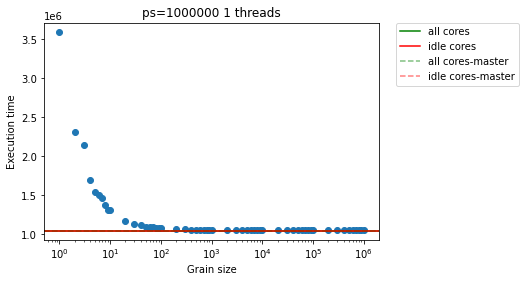 ps=1000000 1 threads
1e6
3.5
3.0
2.5
2.0
1.5
1.0
Execution time
10^0
10^1
10^2
10^3
10^4
10^5
10^6
Grain size
all cores
idle cores
all cores-master
idle cores-master